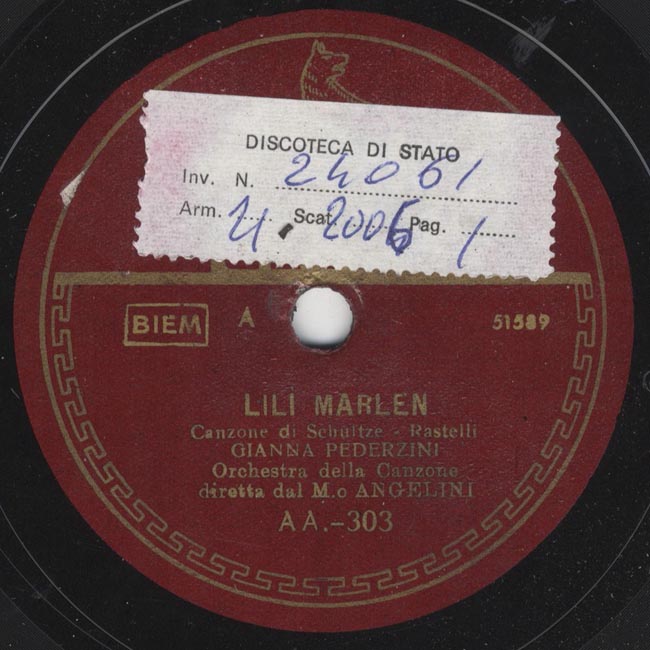 DISCOTECA DI STATO
Inv. N. 24061
Arm. 4. Scat. 2006 Pag. 1
BIEM A 51589
LILI MARLEN
Canzone di Schultze - Rastelli
GIANNA PEDERZINI
Orchestra della Canzone
diretta dal M.o ANGELINI
AA.-303